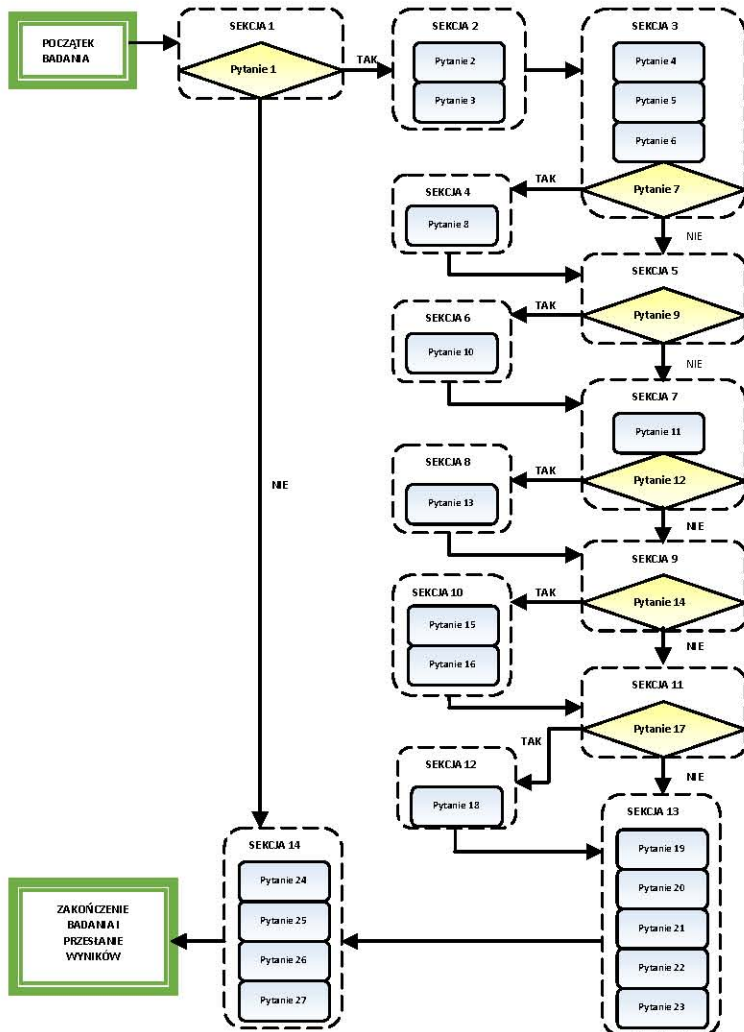 POCZĄTEK
BADANIA
SEKCJA 1
Pytanie 1
TAK
NIE
SEKCJA 2
Pytanie 2
Pytanie 3
SEKCJA 3
Pytanie 4
Pytanie 5
Pytanie 6
Pytanie 7
TAK
NIE
SEKCJA 4
Pytanie 8
SEKCJA 5
Pytanie 9
TAK
NIE
SEKCJA 6
Pytanie 10
SEKCJA 7
Pytanie 11
Pytanie 12
TAK
NIE
SEKCJA 8
Pytanie 13
SEKCJA 9
Pytanie 14
TAK
NIE
SEKCJA 10
Pytanie 15
Pytanie 16
SEKCJA 11
Pytanie 17
TAK
NIE
SEKCJA 12
Pytanie 18
SEKCJA 13
Pytanie 19
Pytanie 20
Pytanie 21
Pytanie 22
Pytanie 23
SEKCJA 14
Pytanie 24
Pytanie 25
Pytanie 26
Pytanie 27
ZAKOŃCZENIE
BADANIA I
PRZESŁANIE
WYNIKÓW